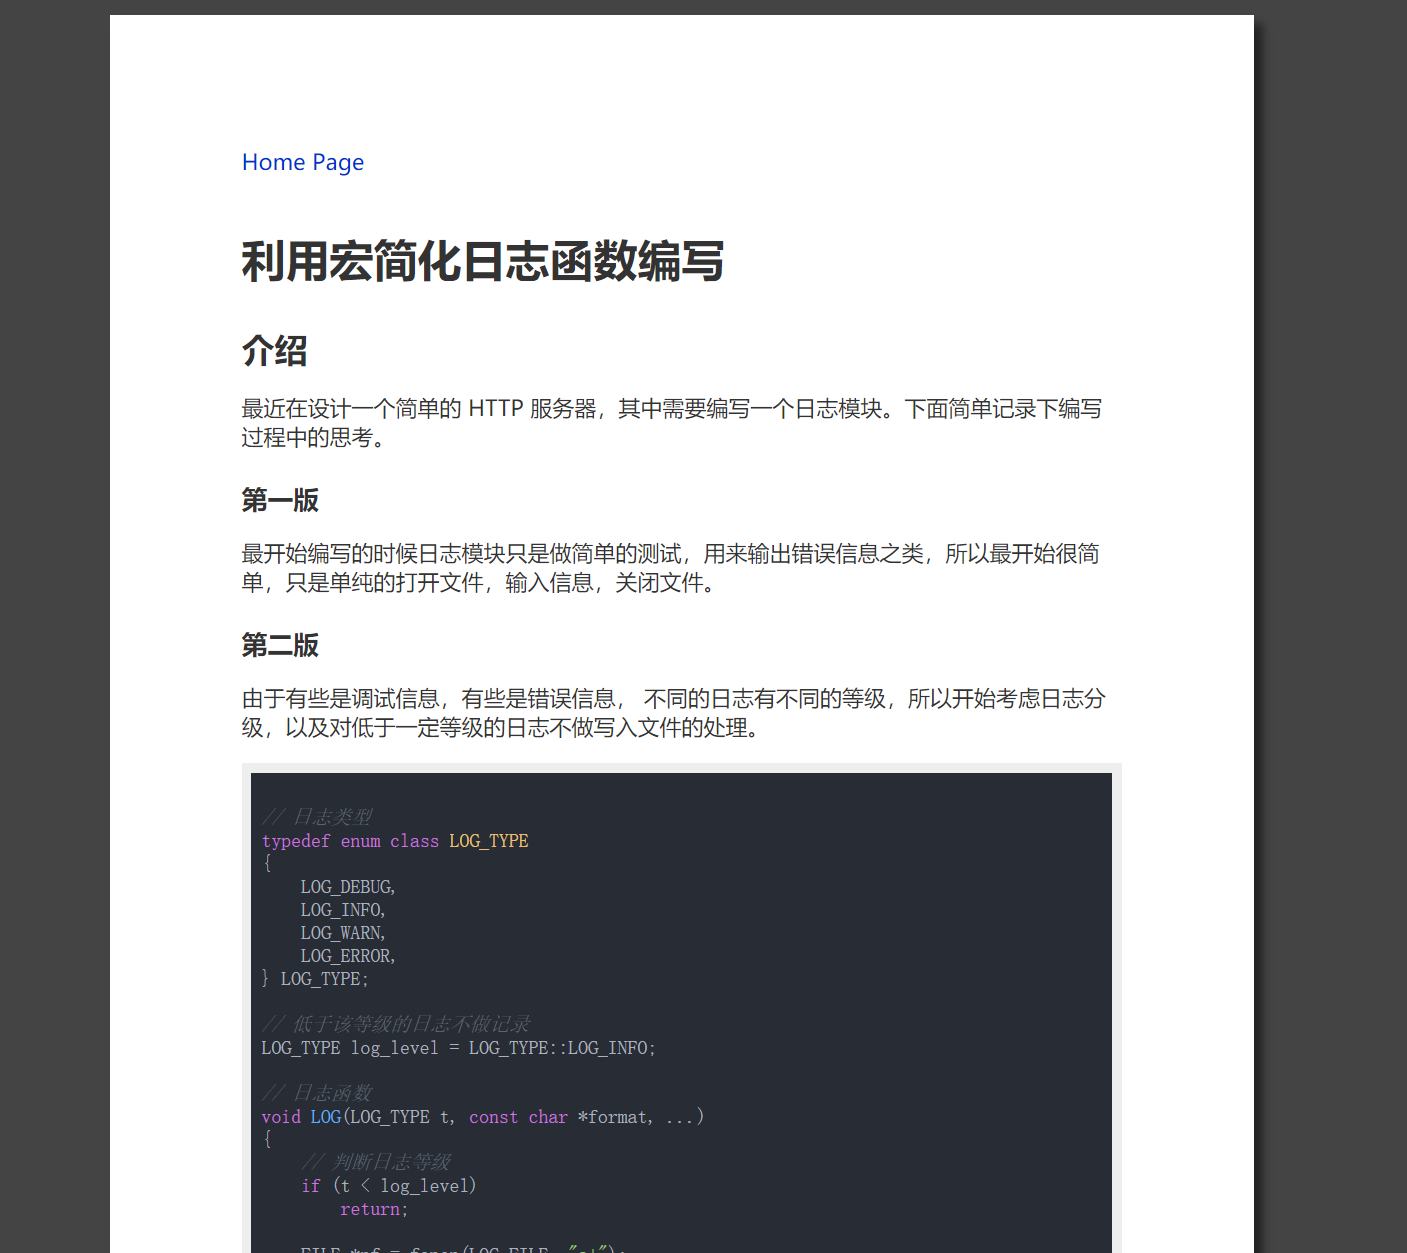 Home Page
利用宏简化日志函数编写
介绍
最近在设计一个简单的 HTTP 服务器，其中需要编写一个日志模块。下面简单记录下编写
过程中的思考。
第一版
最开始编写的时候日志模块只是做简单的测试，用来输出错误信息之类，所以最开始很简
单，只是单纯的打开文件，输入信息，关闭文件。
第二版
由于有些是调试信息，有些是错误信息， 不同的日志有不同的等级，所以开始考虑日志分
级，以及对低于一定等级的日志不做写入文件的处理。
// 日志类型
typedef enum class LOG_TYPE
{
    LOG_DEBUG,
    LOG_INFO,
    LOG_WARN,
    LOG_ERROR,
} LOG_TYPE;
// 低于该等级的日志不做记录
LOG_TYPE log_level = LOG_TYPE::LOG_INFO;
// 日志函数
void LOG(LOG_TYPE t, const char *format, ...)
{
    // 判断日志等级
    if (t < log_level)
        return;
    FILE *pf = fopen(LOG_FILE, "a+");